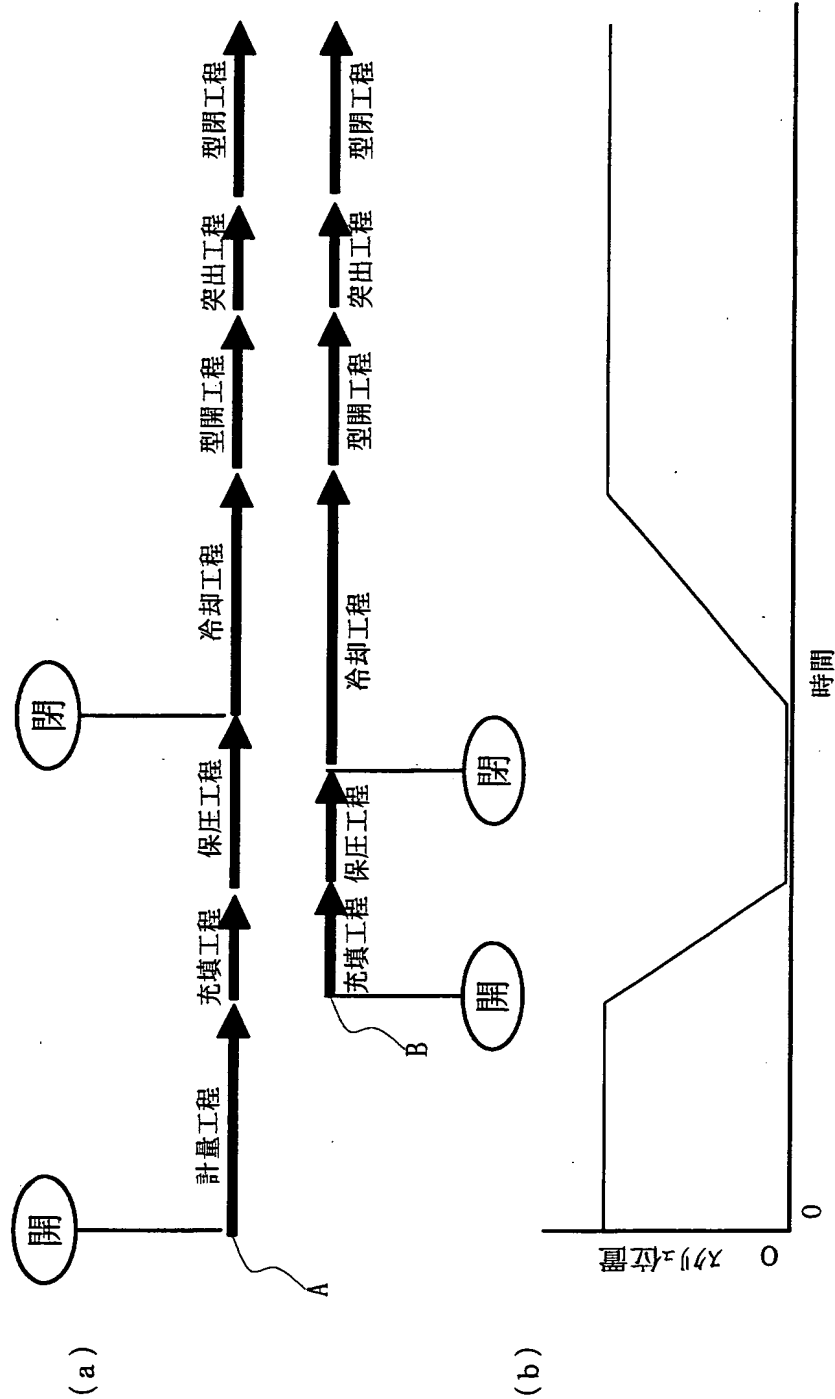 (a)
開
閉
計量工程
充填工程
保圧工程
冷却工程
型開工程
突出工程
型閉工程
A
充填工程
保圧工程
冷却工程
型開工程
突出工程
型閉工程
B
開
閉
(b)
スクリュ位置
0
0
時間